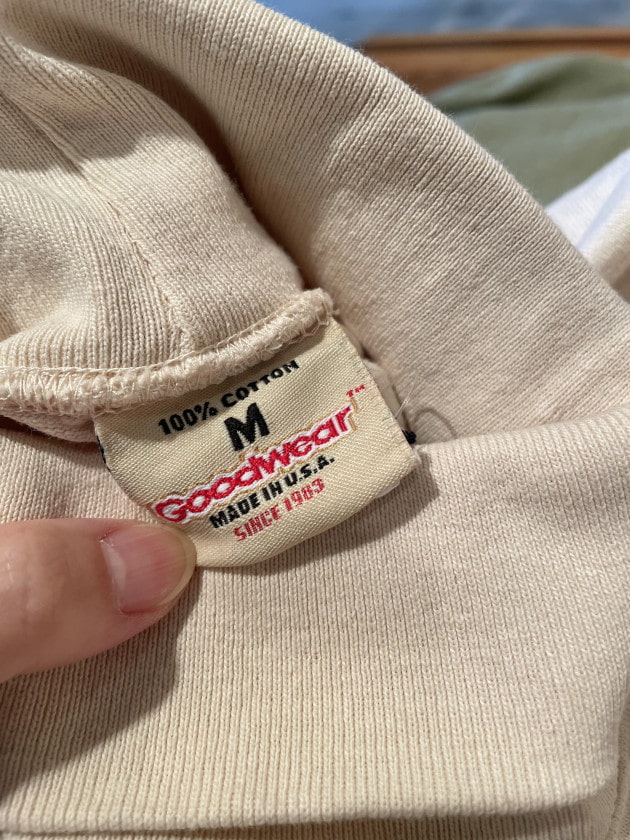 100% COTTON
M
Goodwear™
MADE IN U.S.A.
SINCE 1983